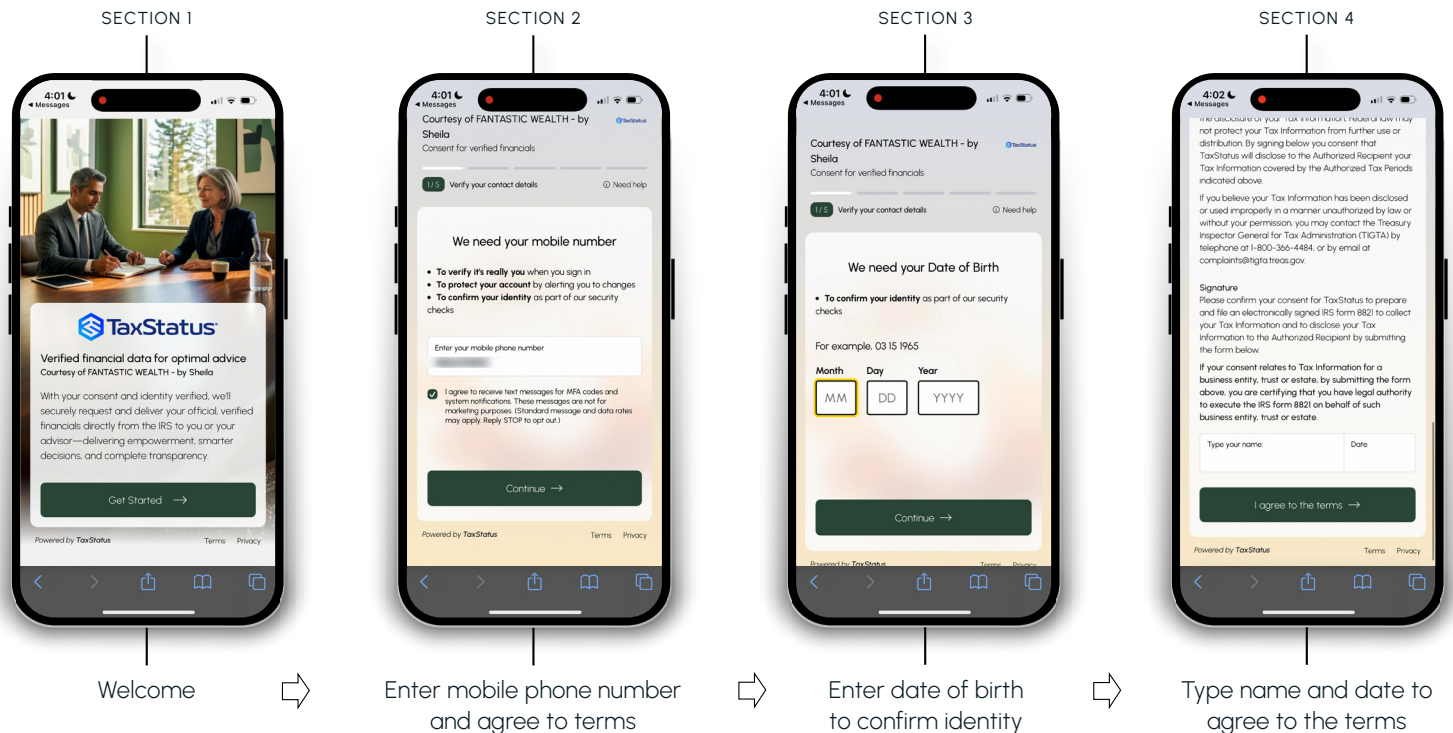 SECTION 1
4:01
Messages
TaxStatus
Verified financial data for optimal advice
Courtesy of FANTASTIC WEALTH - by Sheila
With your consent and identity verified, we'll
securely request and deliver your official, verified
financials directly from the IRS to you or your
advisor—delivering empowerment, smarter
decisions, and complete transparency.
Get Started →
Powered by TaxStatus Terms Privacy
Welcome
SECTION 2
4:01
Messages
Courtesy of FANTASTIC WEALTH - by
Sheila
TaxStatus
Consent for verified financials
1/5 Verify your contact details Need help
We need your mobile number
• To verify it's really you when you sign in
• To protect your account by alerting you to changes
• To confirm your identity as part of our security
checks
Enter your mobile phone number
I agree to receive text messages for MFA codes and
system notifications. These messages are not for
marketing purposes. (Standard message and data rates
may apply. Reply STOP to opt out.)
Continue →
Powered by TaxStatus Terms Privacy
Enter mobile phone number
and agree to terms
SECTION 3
4:01
Messages
Courtesy of FANTASTIC WEALTH - by
Sheila
TaxStatus
Consent for verified financials
1/5 Verify your contact details Need help
We need your Date of Birth
• To confirm your identity as part of our security
checks
For example, 03 15 1965
Month Day Year
MM DD YYYY
Continue →
Powered by TaxStatus Terms Privacy
Enter date of birth
to confirm identity
SECTION 4
4:02
Messages
the disclosure of your Tax Information. Federal law may
not protect your Tax Information from further use or
distribution. By signing below you consent that
TaxStatus will disclose to the Authorized Recipient your
Tax Information covered by the Authorized Tax Periods
indicated above.
If you believe your Tax Information has been disclosed
or used improperly in a manner unauthorized by law or
without your permission, you may contact the Treasury
Inspector General for Tax Administration (TIGTA) by
telephone at 1-800-366-4484, or by email at
complaints@tigta.treas.gov.
Signature
Please confirm your consent for TaxStatus to prepare
and file an electronically signed IRS form 8821 to collect
your Tax Information and to disclose your Tax
Information to the Authorized Recipient by submitting
the form below.
If your consent relates to Tax Information for a
business entity, trust or estate, by submitting the form
above, you are certifying that you have legal authority
to execute the IRS form 8821 on behalf of such
business entity, trust or estate.
Type your name: Date
I agree to the terms →
Powered by TaxStatus Terms Privacy
Type name and date to
agree to the terms